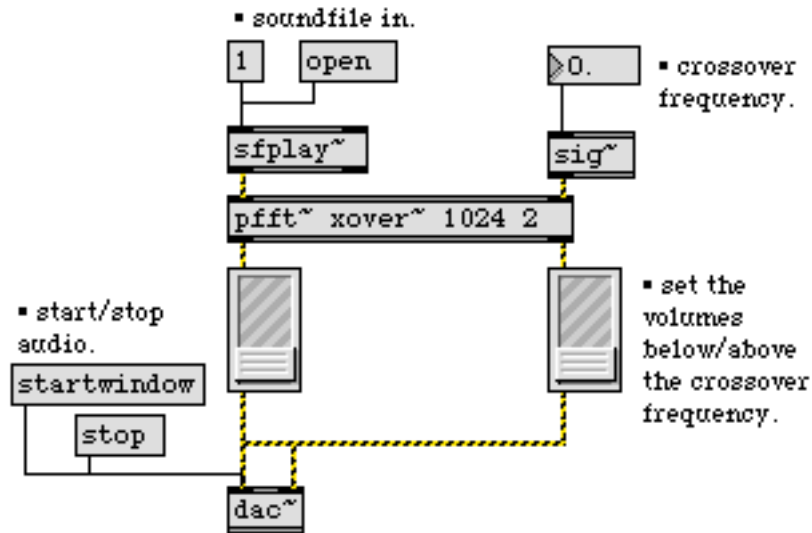 ▪ soundfile in.
1
open
0.
▪ crossover
frequency.
sfplay~
sig~
pfft~ xover~ 1024 2
▪ start/stop
audio.
startwindow
stop
▪ set the
volumes
below/above
the crossover
frequency.
dac~